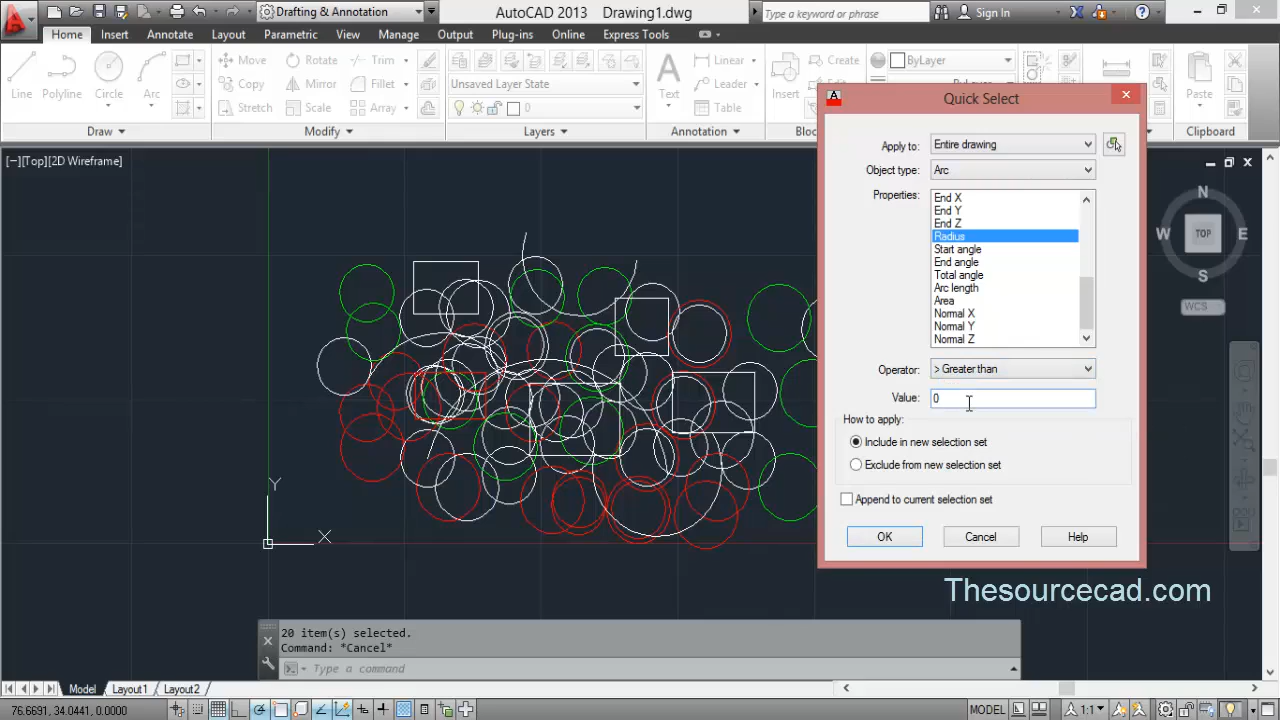 Drafting & Annotation
AutoCAD 2013 Drawing1.dwg
Type a keyword or phrase
Sign In
Home Insert Annotate Layout Parametric View Manage Output Plug-ins Online Express Tools
Line
Polyline
Circle
Arc
Draw
Move
Copy
Stretch
Rotate
Mirror
Scale
Trim
Array
Modify
Unsaved Layer State
0
Layers
Text
Linear
Leader
Table
Annotation
Insert
Create
Edit
ByLayer
Paste
Clipboard
[−][Top][2D Wireframe]
Quick Select
Apply to: Entire drawing
Object type: Arc
Properties:
End X
End Y
End Z
Radius
Start angle
End angle
Total angle
Arc length
Area
Normal X
Normal Y
Normal Z
Operator: > Greater than
Value: 0
How to apply:
Include in new selection set
Exclude from new selection set
Append to current selection set
OK Cancel Help
N
W TOP E
S
WCS
Y
X
Thesourcecad.com
20 item(s) selected.
Command: *Cancel*
Type a command
Model Layout1 Layout2
76.6691, 34.0441, 0.0000
MODEL
1:1